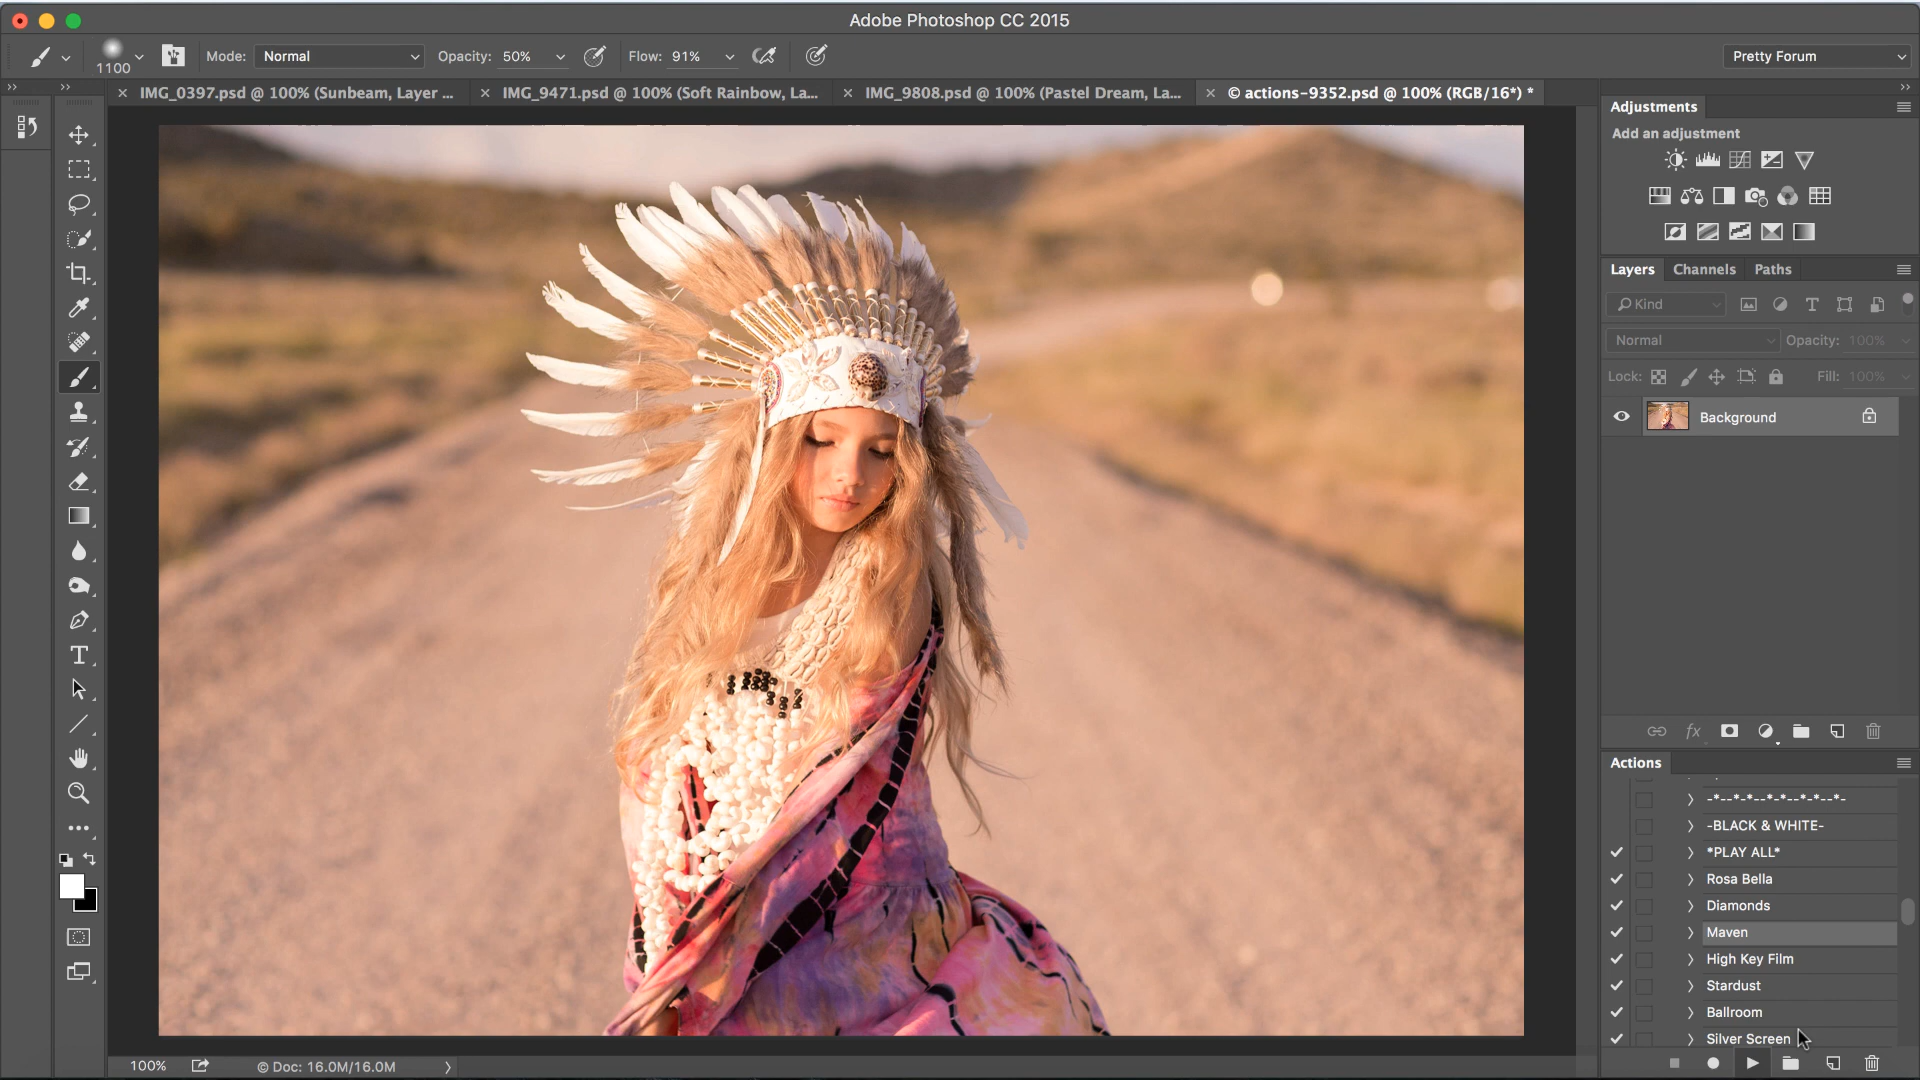 Adobe Photoshop CC 2015
1100
Mode: Normal
Opacity: 50%
Flow: 91%
Pretty Forum
IMG_0397.psd @ 100% (Sunbeam, Layer ...
IMG_9471.psd @ 100% (Soft Rainbow, La...
IMG_9808.psd @ 100% (Pastel Dream, La...
© actions-9352.psd @ 100% (RGB/16*) *
Adjustments
Add an adjustment
Layers
Channels
Paths
Kind
Normal
Opacity: 100%
Lock:
Fill: 100%
Background
Actions
-*--*-*--*-*--*-*--*-
-BLACK & WHITE-
*PLAY ALL*
Rosa Bella
Diamonds
Maven
High Key Film
Stardust
Ballroom
Silver Screen
100%
© Doc: 16.0M/16.0M